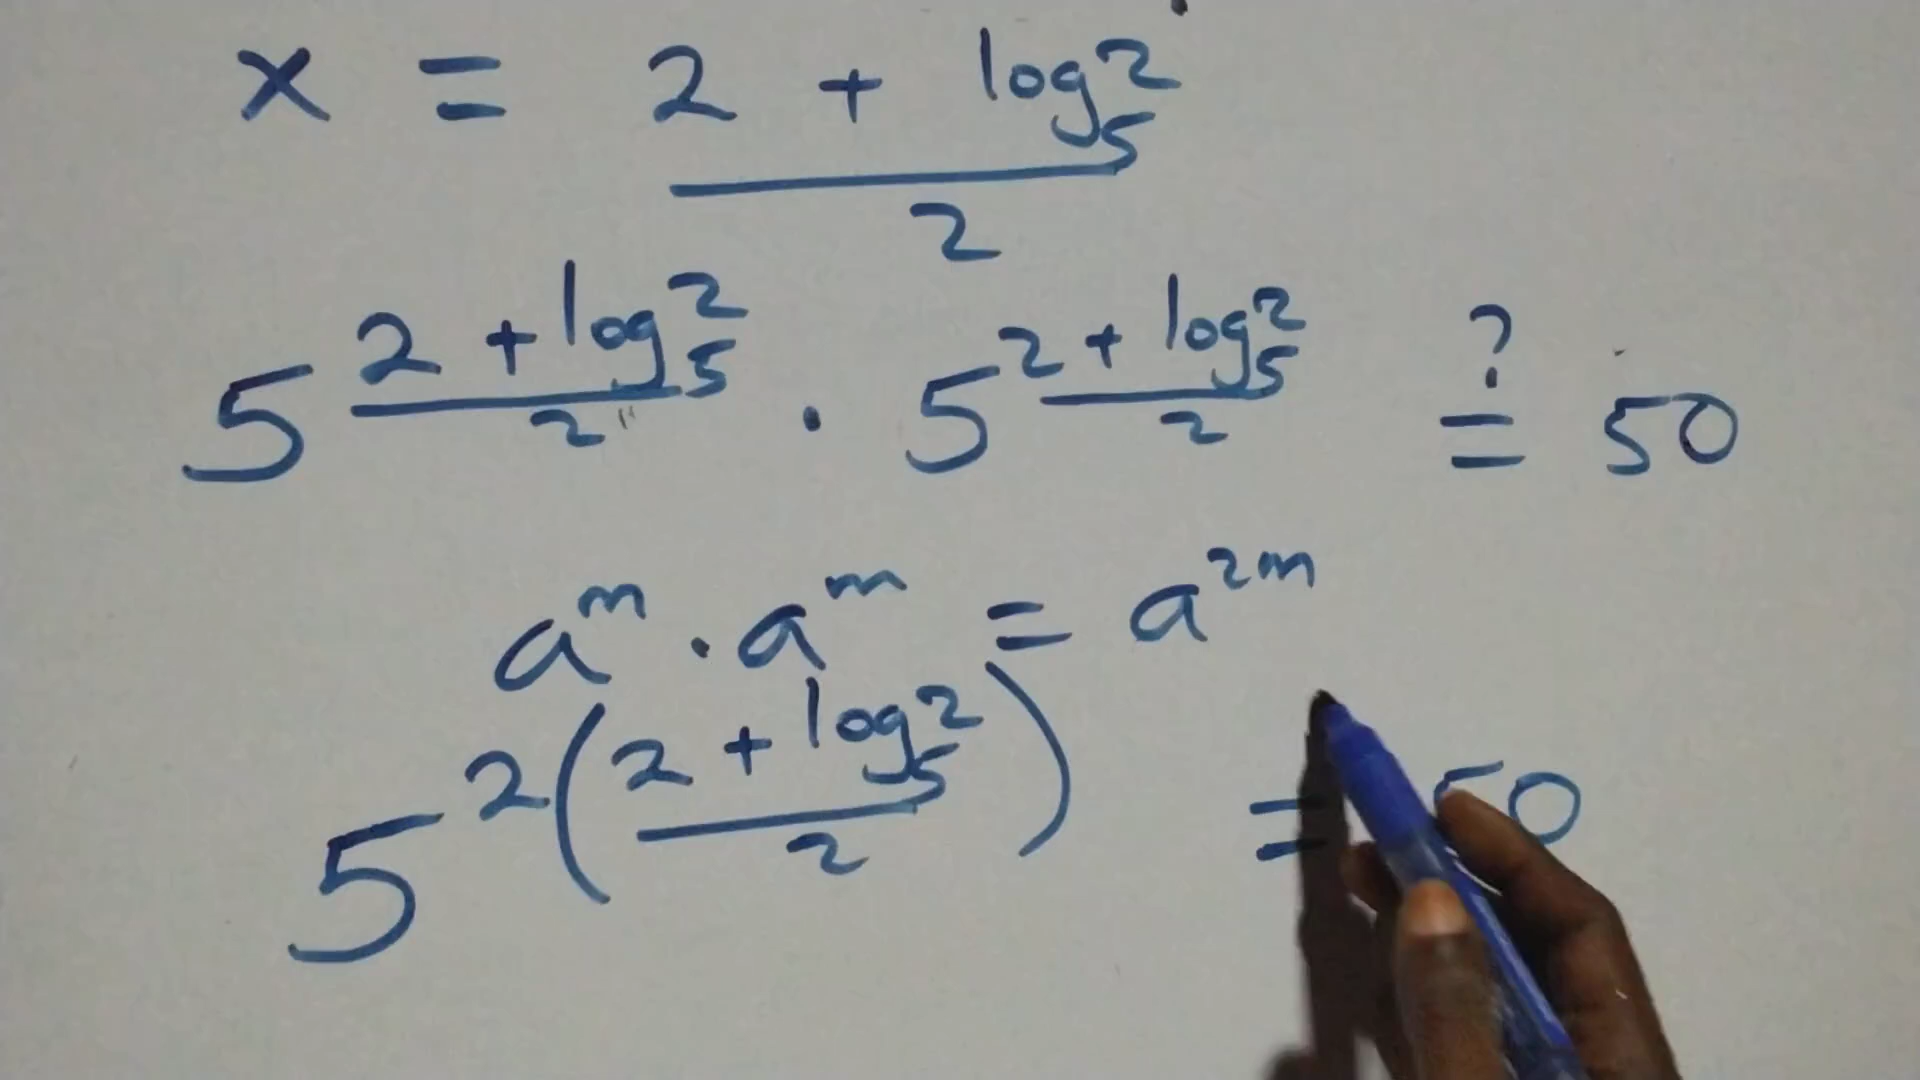 x = (2 + log₅2)/2
5^((2 + log₅2)/2) · 5^((2 + log₅2)/2) ≟ 50
a^m · a^m = a^(2m)
5^(2((2 + log₅2)/2)) = 50